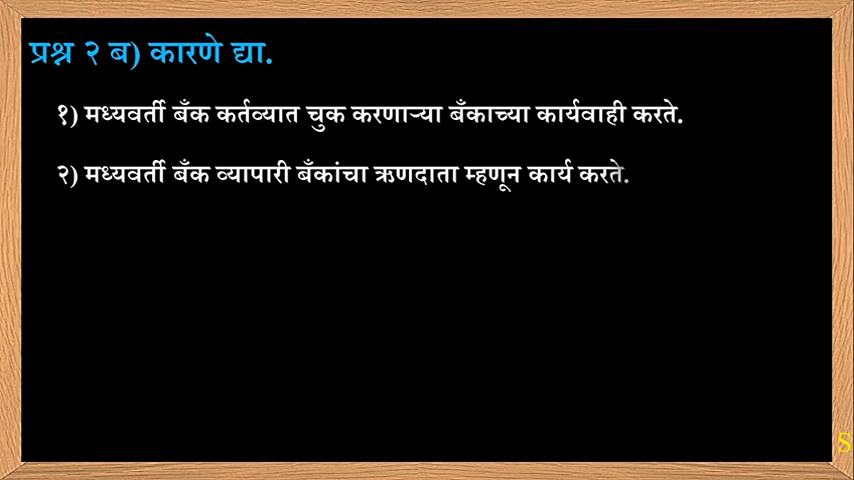 प्रश्न २ ब) कारणे द्या.
१) मध्यवर्ती बँक कर्तव्यात चुक करणाऱ्या बँकाच्या कार्यवाही करते.
२) मध्यवर्ती बँक व्यापारी बँकांचा ऋणदाता म्हणून कार्य करते.
S